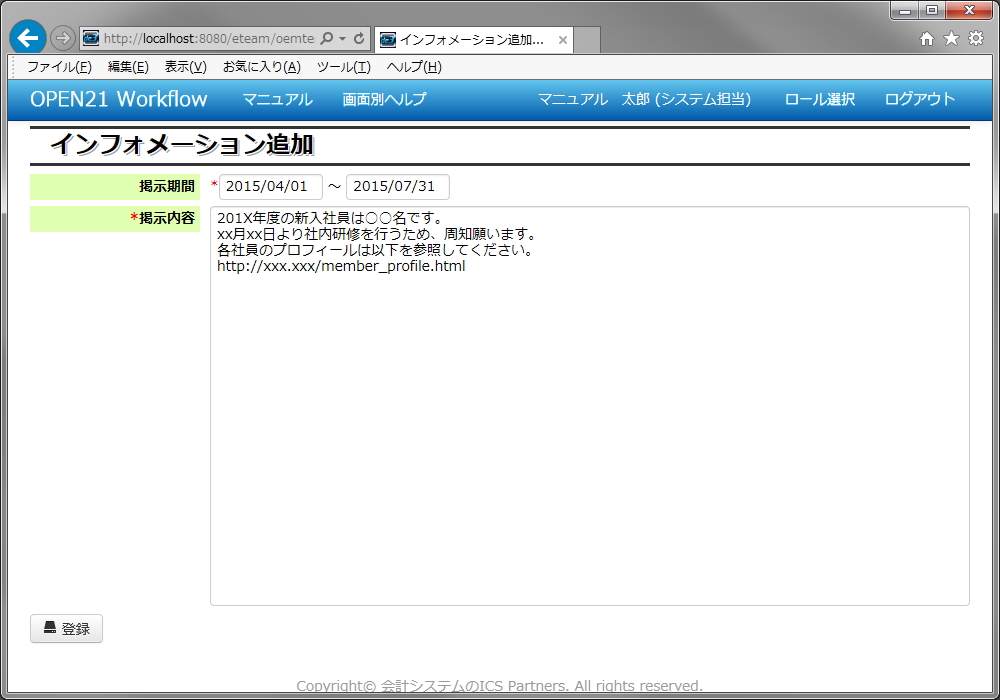 http://localhost:8080/eteam/oemte
インフォメーション追加...
ファイル(F) 編集(E) 表示(V) お気に入り(A) ツール(T) ヘルプ(H)
OPEN21 Workflow マニュアル 画面別ヘルプ マニュアル 太郎 (システム担当) ロール選択 ログアウト
インフォメーション追加
掲示期間 * 2015/04/01 ～ 2015/07/31
*掲示内容
201X年度の新入社員は○○名です。
xx月xx日より社内研修を行うため、周知願います。
各社員のプロフィールは以下を参照してください。
http://xxx.xxx/member_profile.html
登録
Copyright© 会計システムのICS Partners. All rights reserved.